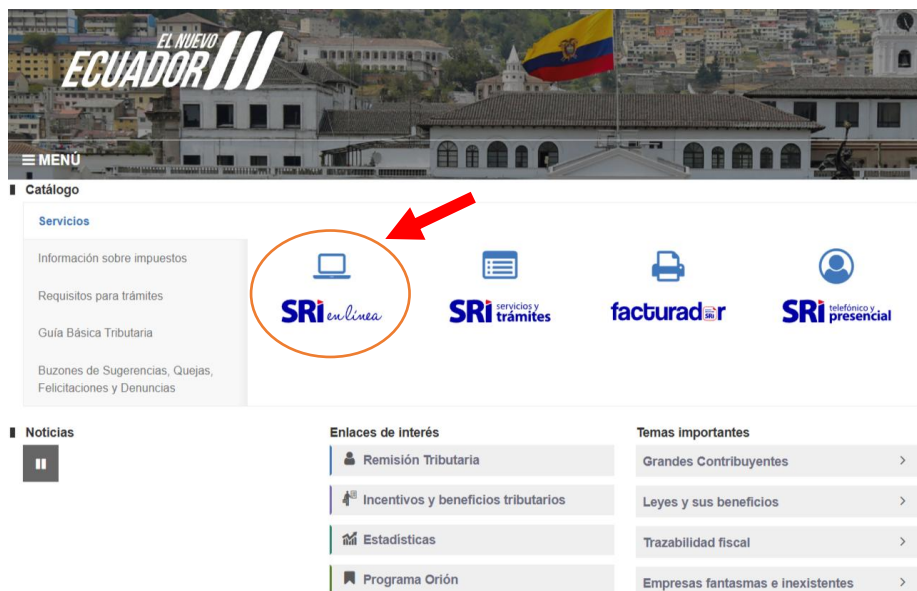 EL NUEVO
ECUADOR
MENÚ
Catálogo
Servicios
Información sobre impuestos
Requisitos para trámites
Guía Básica Tributaria
Buzones de Sugerencias, Quejas,
Felicitaciones y Denuncias
SRi en línea
SRi servicios y
trámites
facturador SRi
SRi telefónico y
presencial
Noticias
Enlaces de interés
Remisión Tributaria
Incentivos y beneficios tributarios
Estadísticas
Programa Orión
Temas importantes
Grandes Contribuyentes
Leyes y sus beneficios
Trazabilidad fiscal
Empresas fantasmas e inexistentes